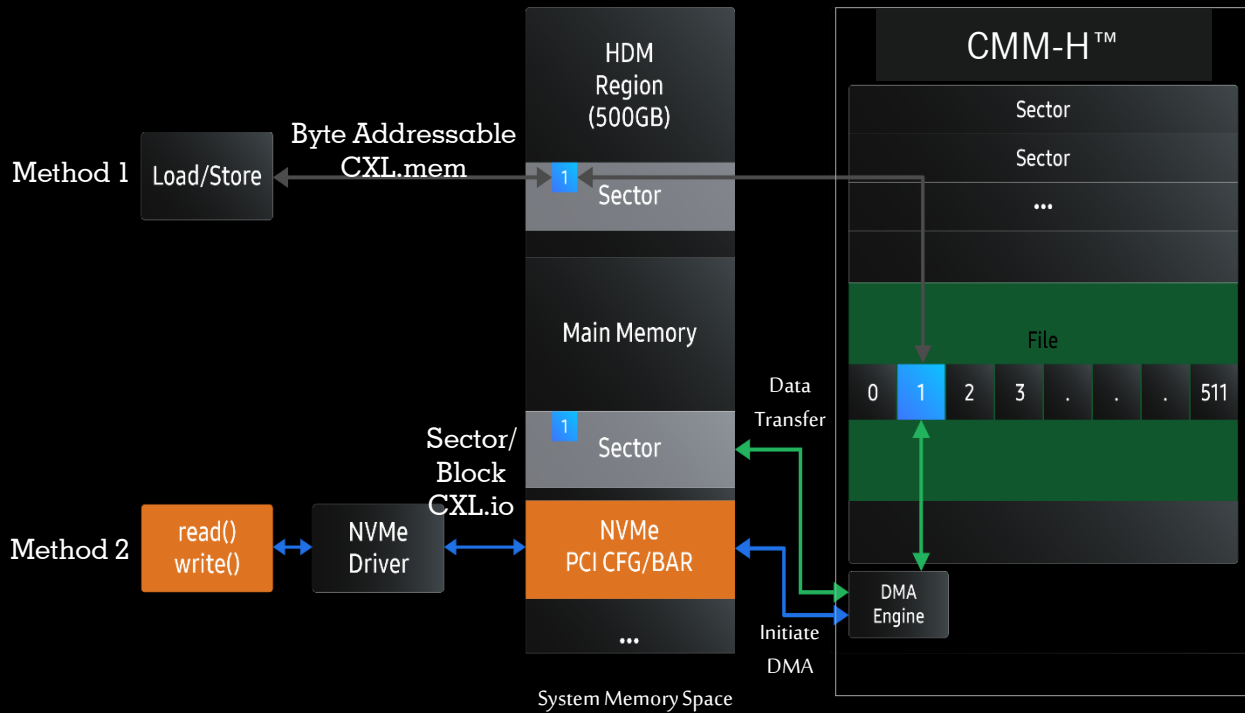 CMM-H™
HDM
Region
(500GB)
Sector
Sector
...
Byte Addressable
CXL.mem
Method 1
Load/Store
1
Sector
Main Memory
File
0 1 2 3 . . . 511
Data
Transfer
1
Sector
Sector/
Block
CXL.io
Method 2
read()
write()
NVMe
Driver
NVMe
PCI CFG/BAR
DMA
Engine
...
Initiate
DMA
System Memory Space